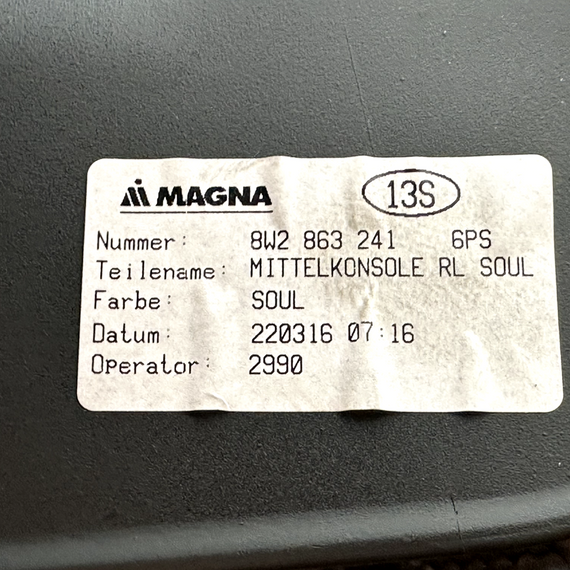 MAGNA
13S
Nummer: 8W2 863 241 6PS
Teilename: MITTELKONSOLE RL SOUL
Farbe: SOUL
Datum: 220316 07:16
Operator: 2990